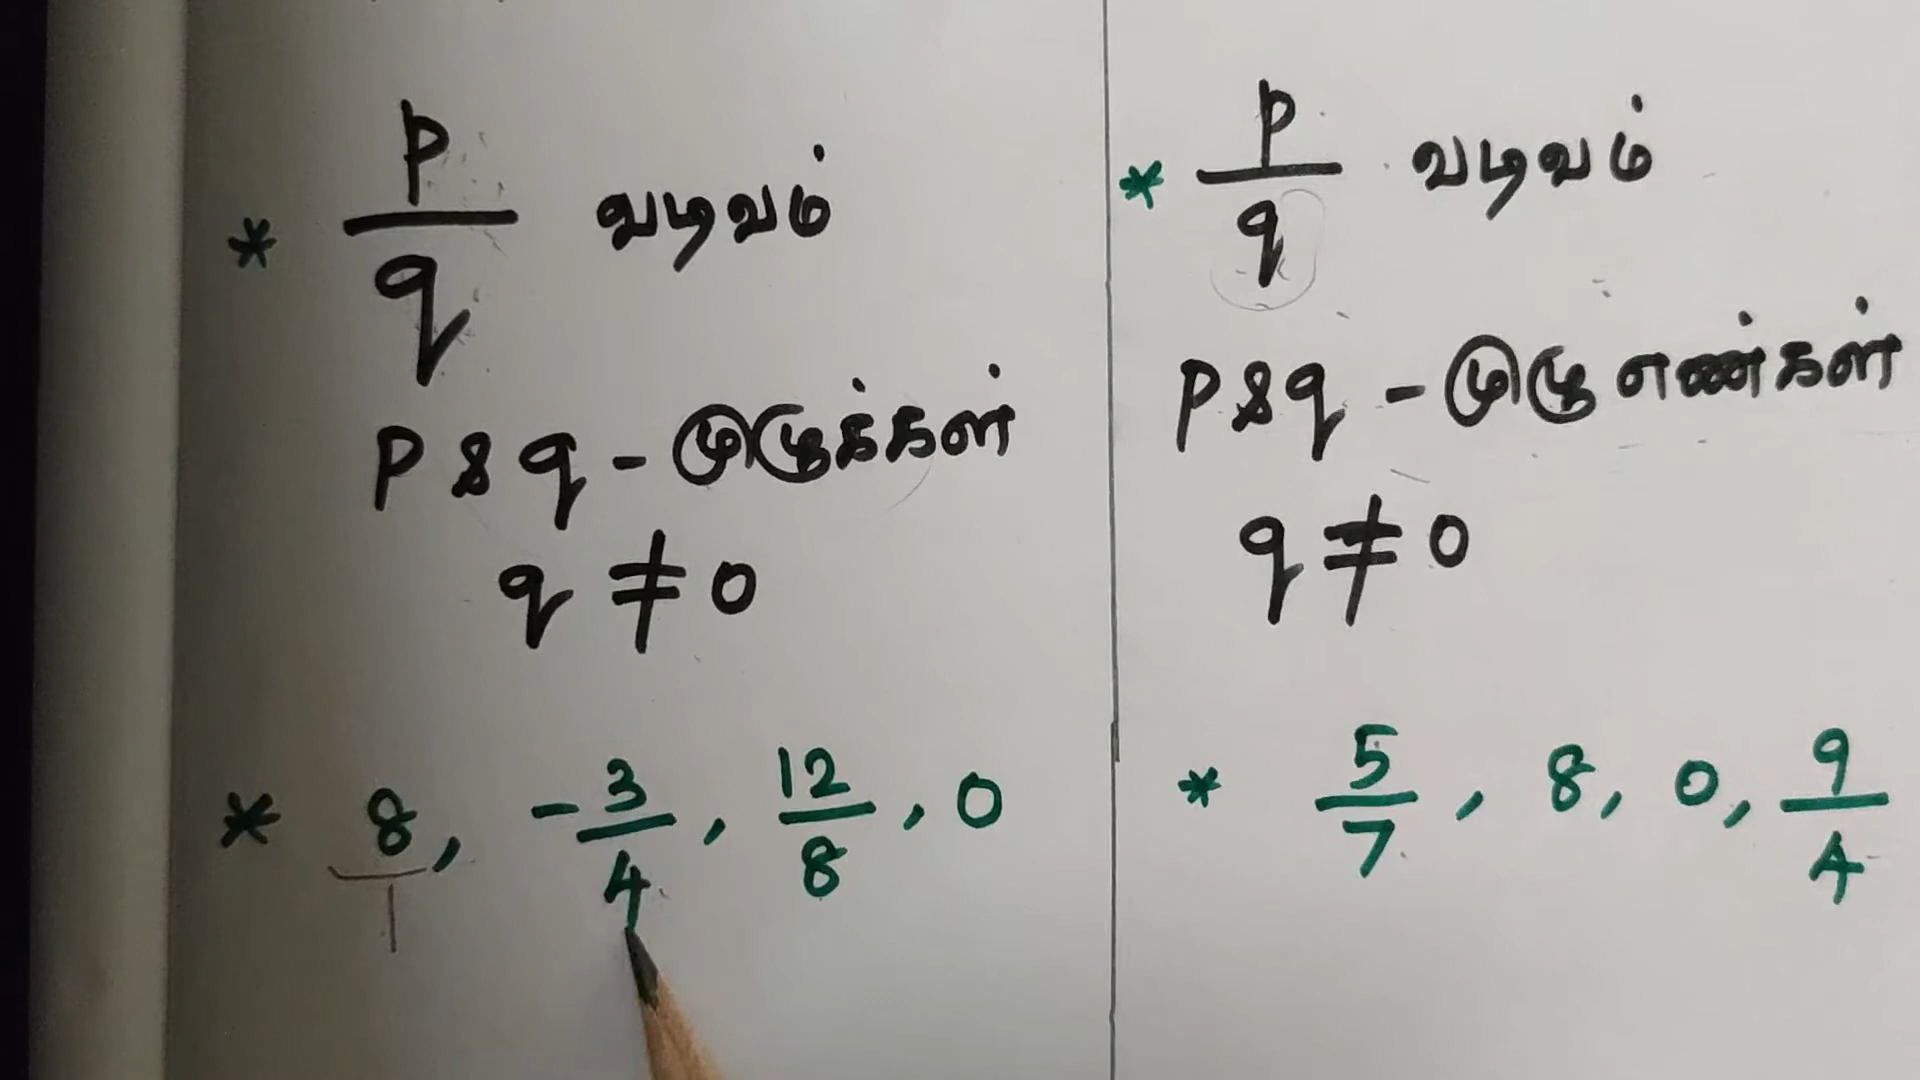 * p/q வடிவம்
p & q - முழுக்கள்
q ≠ 0
* 8/1, -3/4, 12/8, 0
* p/q வடிவம்
p & q - முழு எண்கள்
q ≠ 0
* 5/7, 8, 0, 9/4